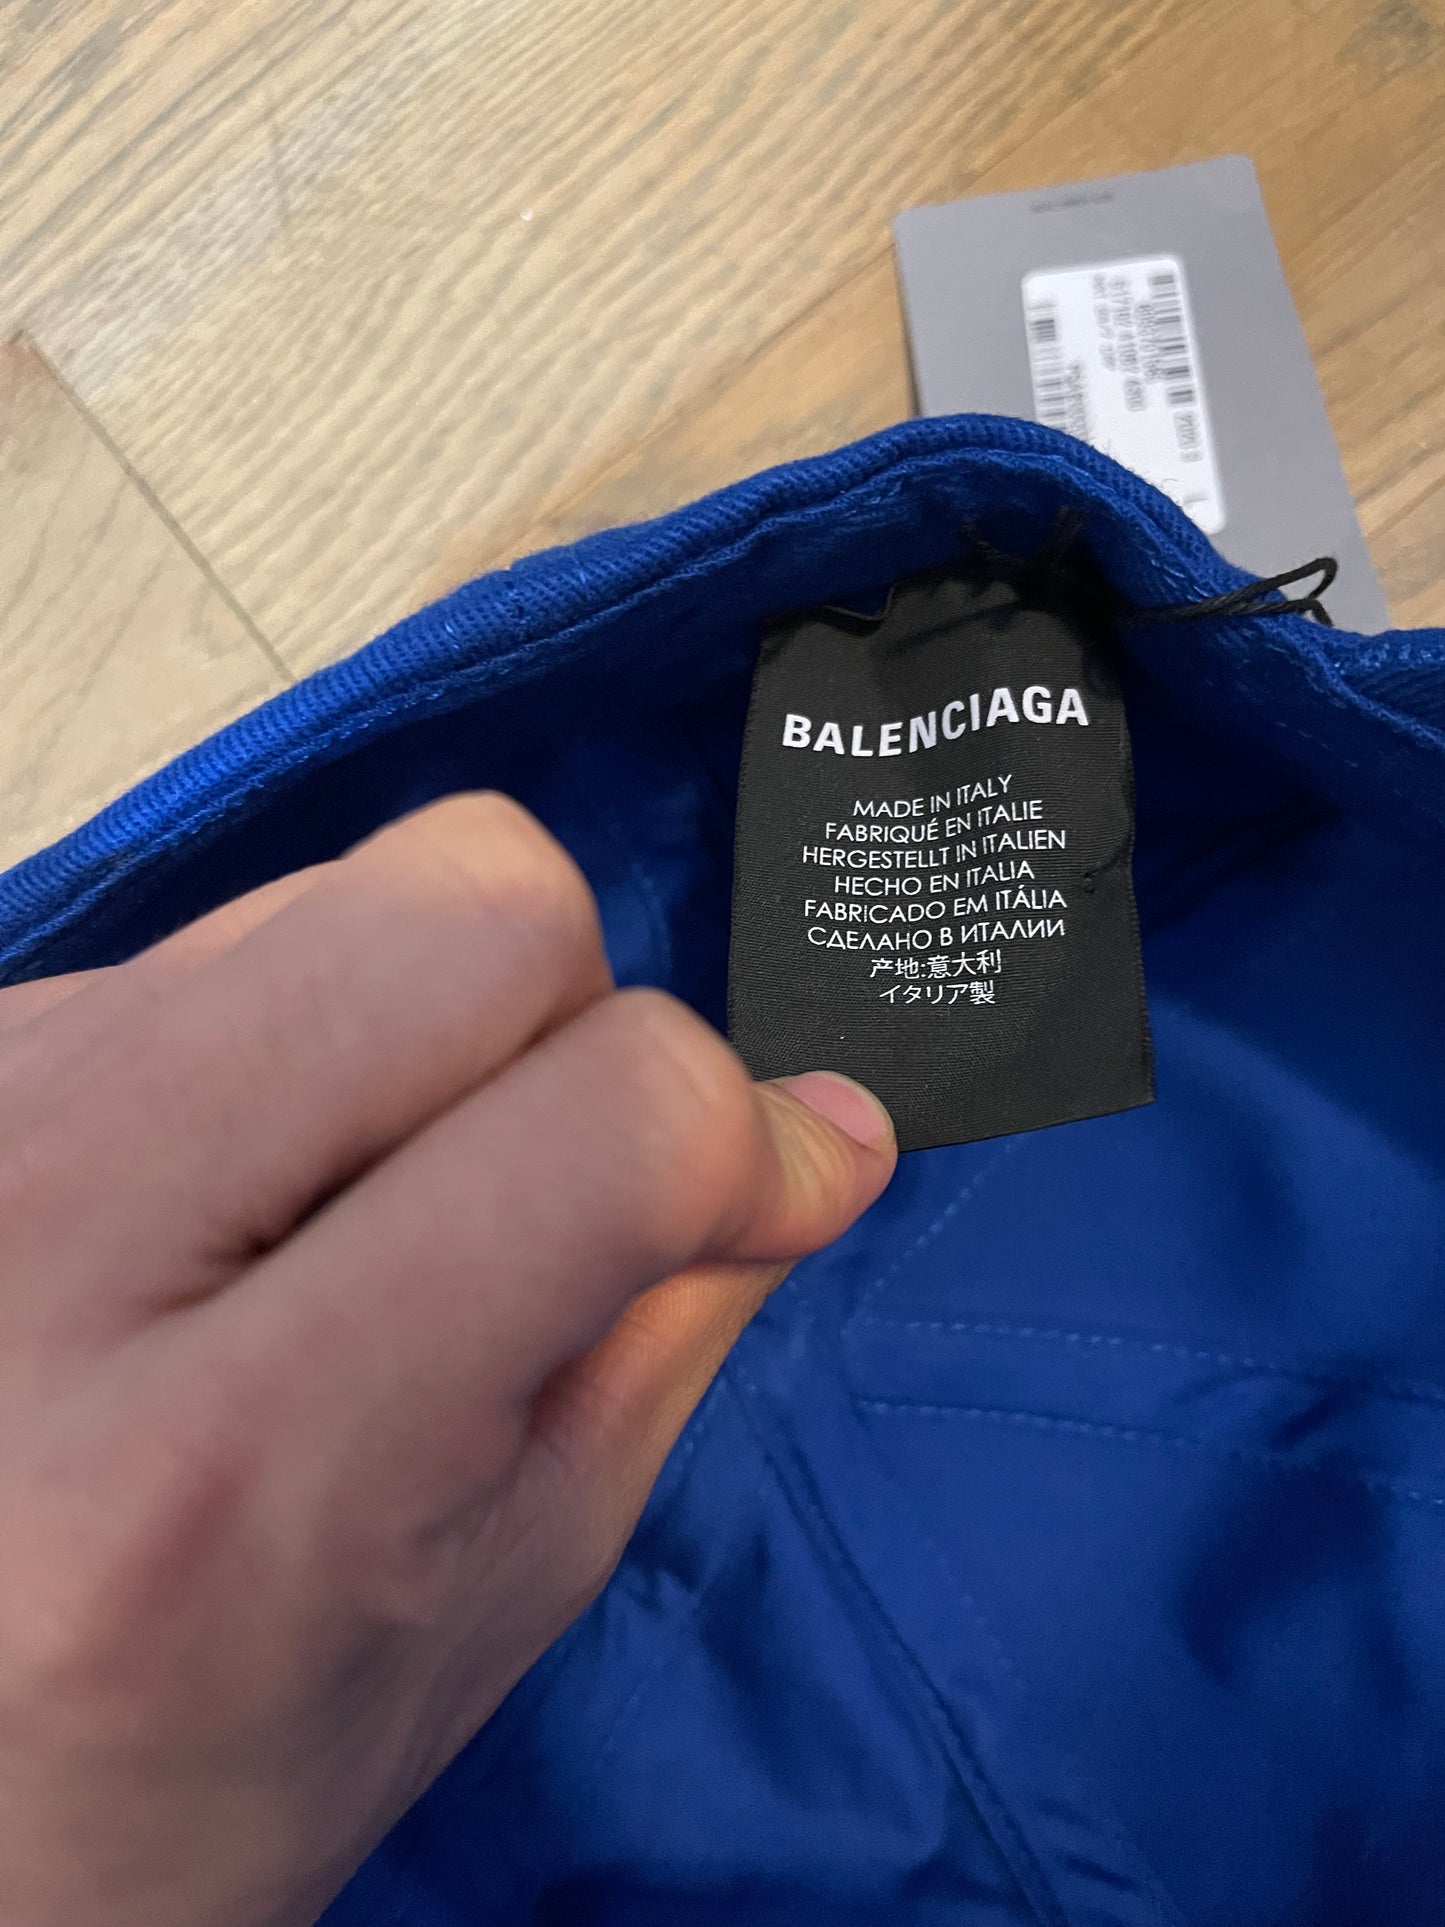 BALENCIAGA
MADE IN ITALY
FABRIQUÉ EN ITALIE
HERGESTELLT IN ITALIEN
HECHO EN ITALIA
FABRICADO EM ITÁLIA
СДЕЛАНО В ИТАЛИИ
产地:意大利
イタリア製